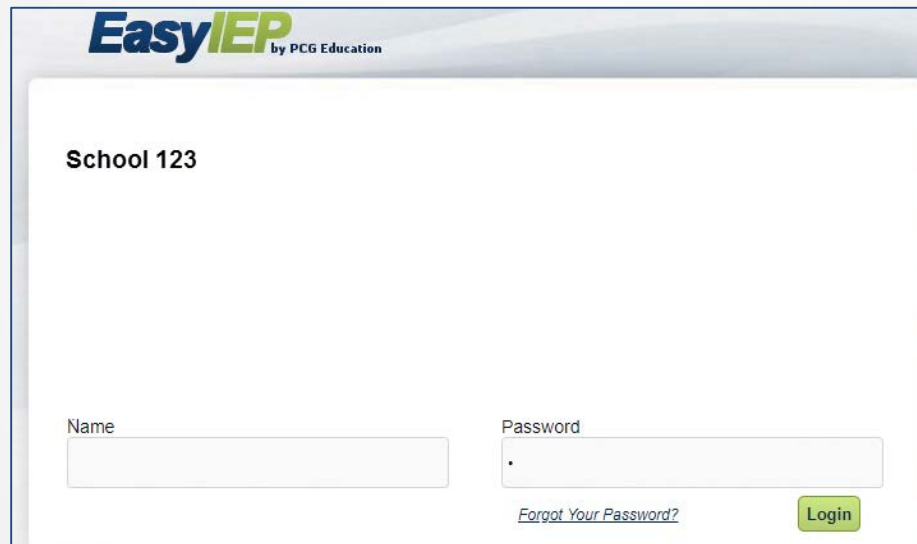 EasyIEP by PCG Education
School 123
Name
Password
•
Forgot Your Password?
Login